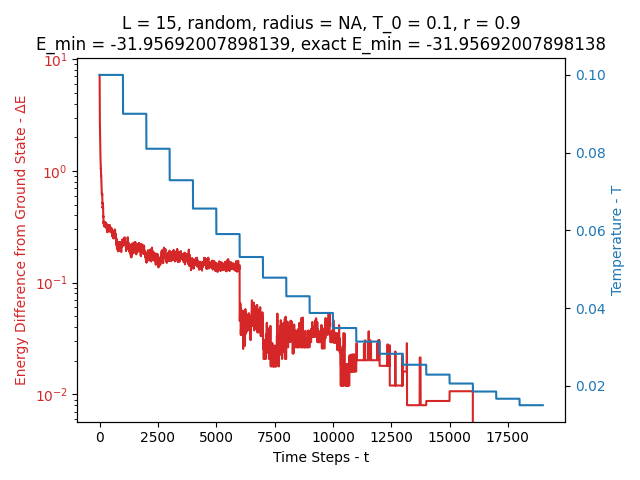 L = 15, random, radius = NA, T_0 = 0.1, r = 0.9
E_min = -31.95692007898139, exact E_min = -31.95692007898138
10¹
10⁰
10⁻¹
10⁻²
Energy Difference from Ground State - ΔE
0.10
0.08
0.06
0.04
0.02
Temperature - T
0 2500 5000 7500 10000 12500 15000 17500
Time Steps - t